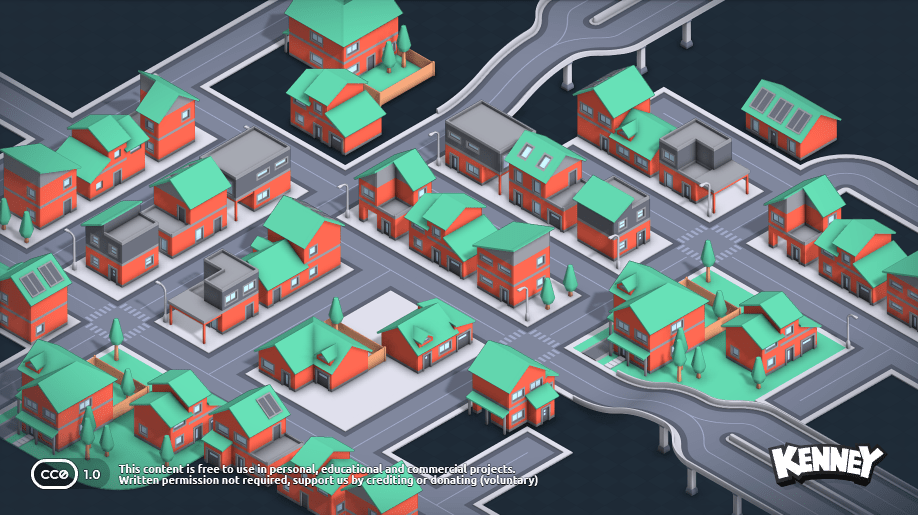 CC0 1.0
This content is free to use in personal, educational and commercial projects.
Written permission not required, support us by crediting or donating (voluntary)
KENNEY